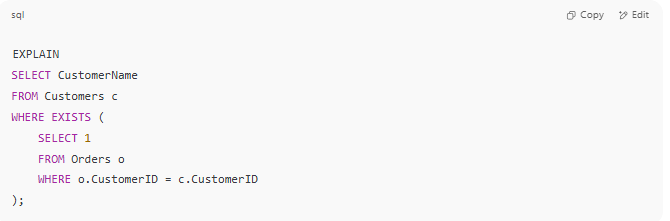 sql Copy Edit
EXPLAIN
SELECT CustomerName
FROM Customers c
WHERE EXISTS (
    SELECT 1
    FROM Orders o
    WHERE o.CustomerID = c.CustomerID
);